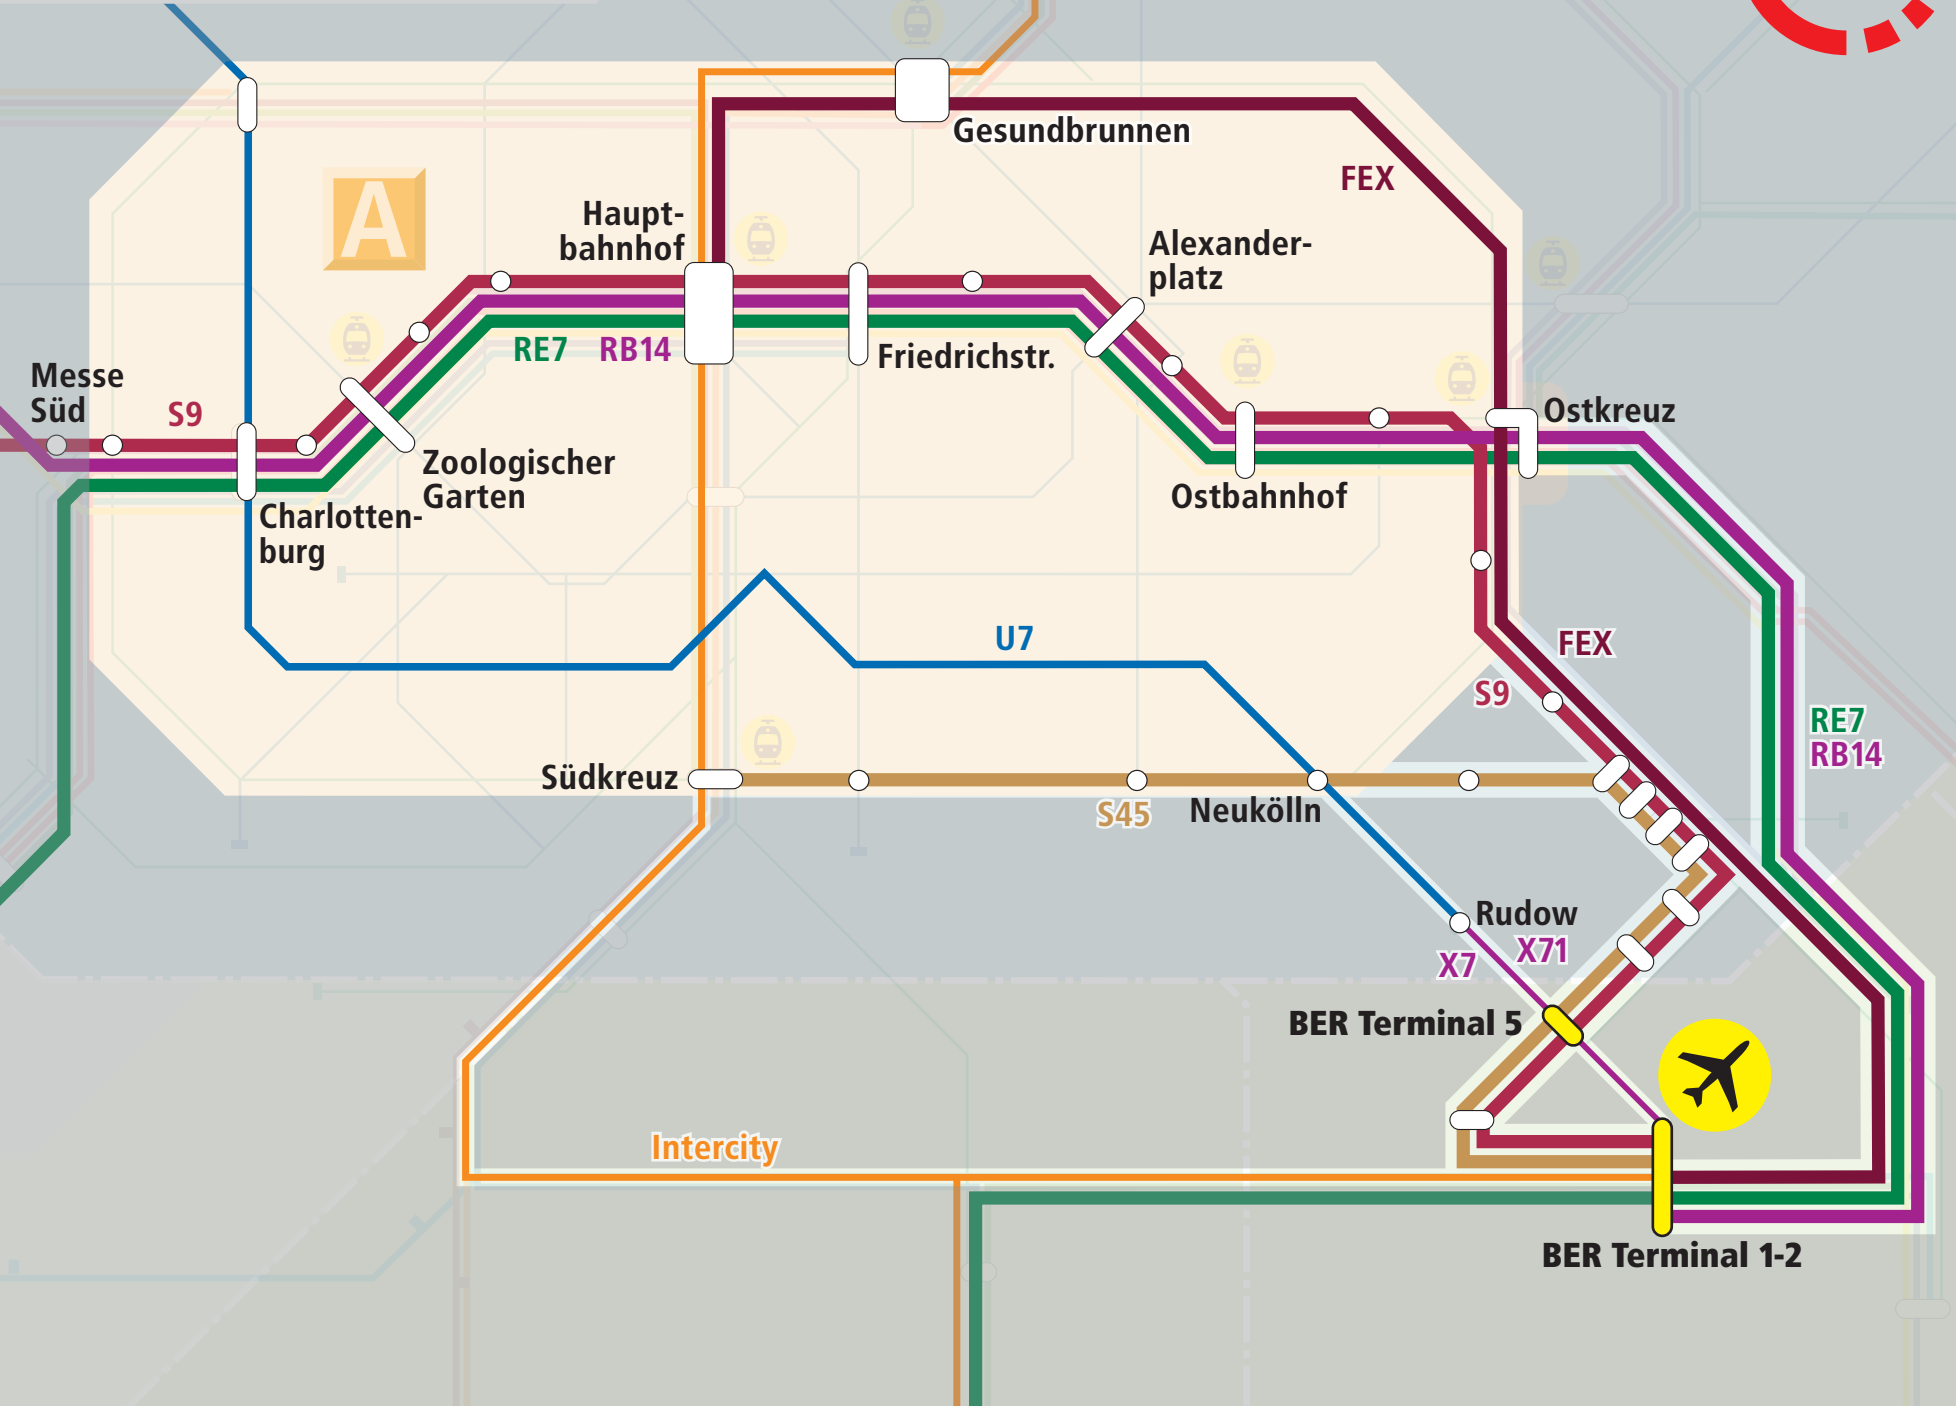 Gesundbrunnen
FEX
A
Haupt-
bahnhof
Alexander-
platz
RE7 RB14
Friedrichstr.
Messe
Süd
S9
Ostkreuz
Zoologischer
Garten
Ostbahnhof
Charlotten-
burg
U7
FEX
S9
RE7
RB14
Südkreuz
S45
Neukölln
Rudow
X7
X71
BER Terminal 5
Intercity
BER Terminal 1-2